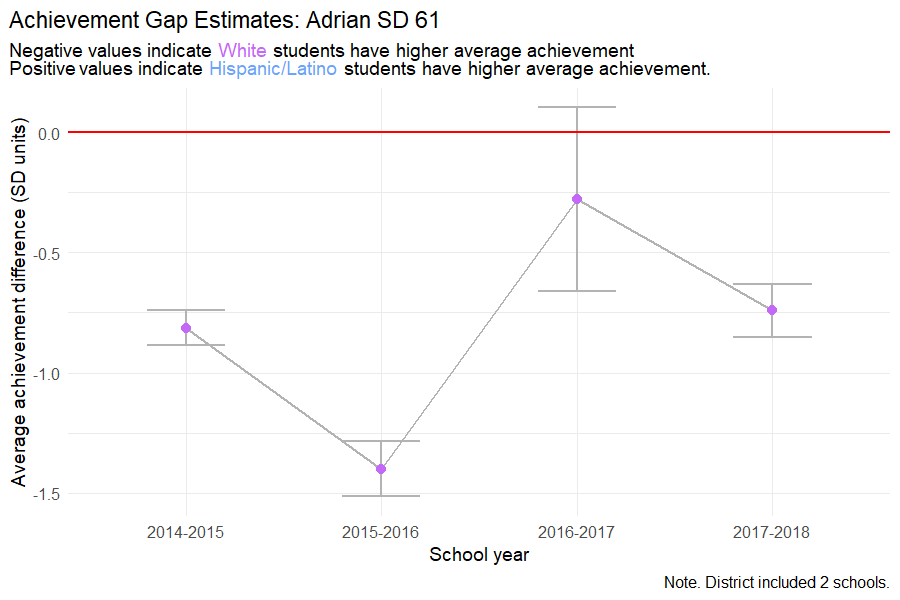 Achievement Gap Estimates: Adrian SD 61
Negative values indicate White students have higher average achievement
Positive values indicate Hispanic/Latino students have higher average achievement.
Average achievement difference (SD units)
0.0
-0.5
-1.0
-1.5
2014-2015 2015-2016 2016-2017 2017-2018
School year
Note. District included 2 schools.